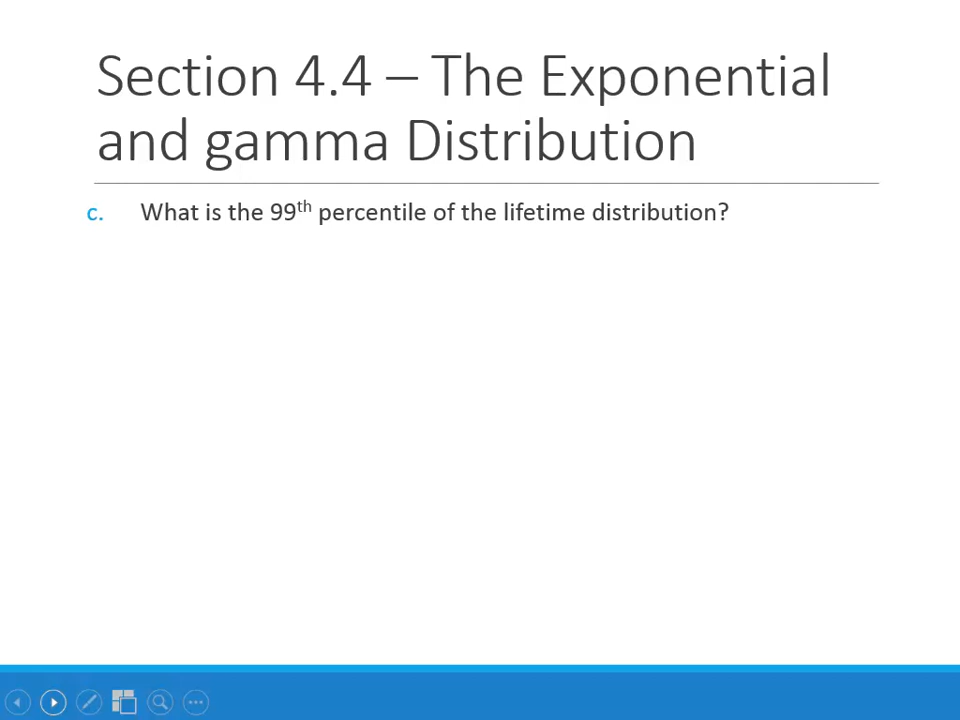 Section 4.4 – The Exponential
and gamma Distribution
c. What is the 99th percentile of the lifetime distribution?